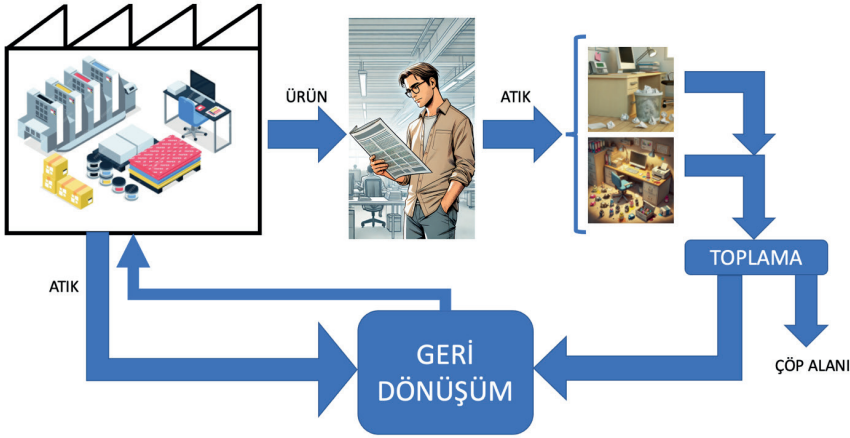 ÜRÜN
ATIK
TOPLAMA
ATIK
GERİ
DÖNÜŞÜM
ÇÖP ALANI